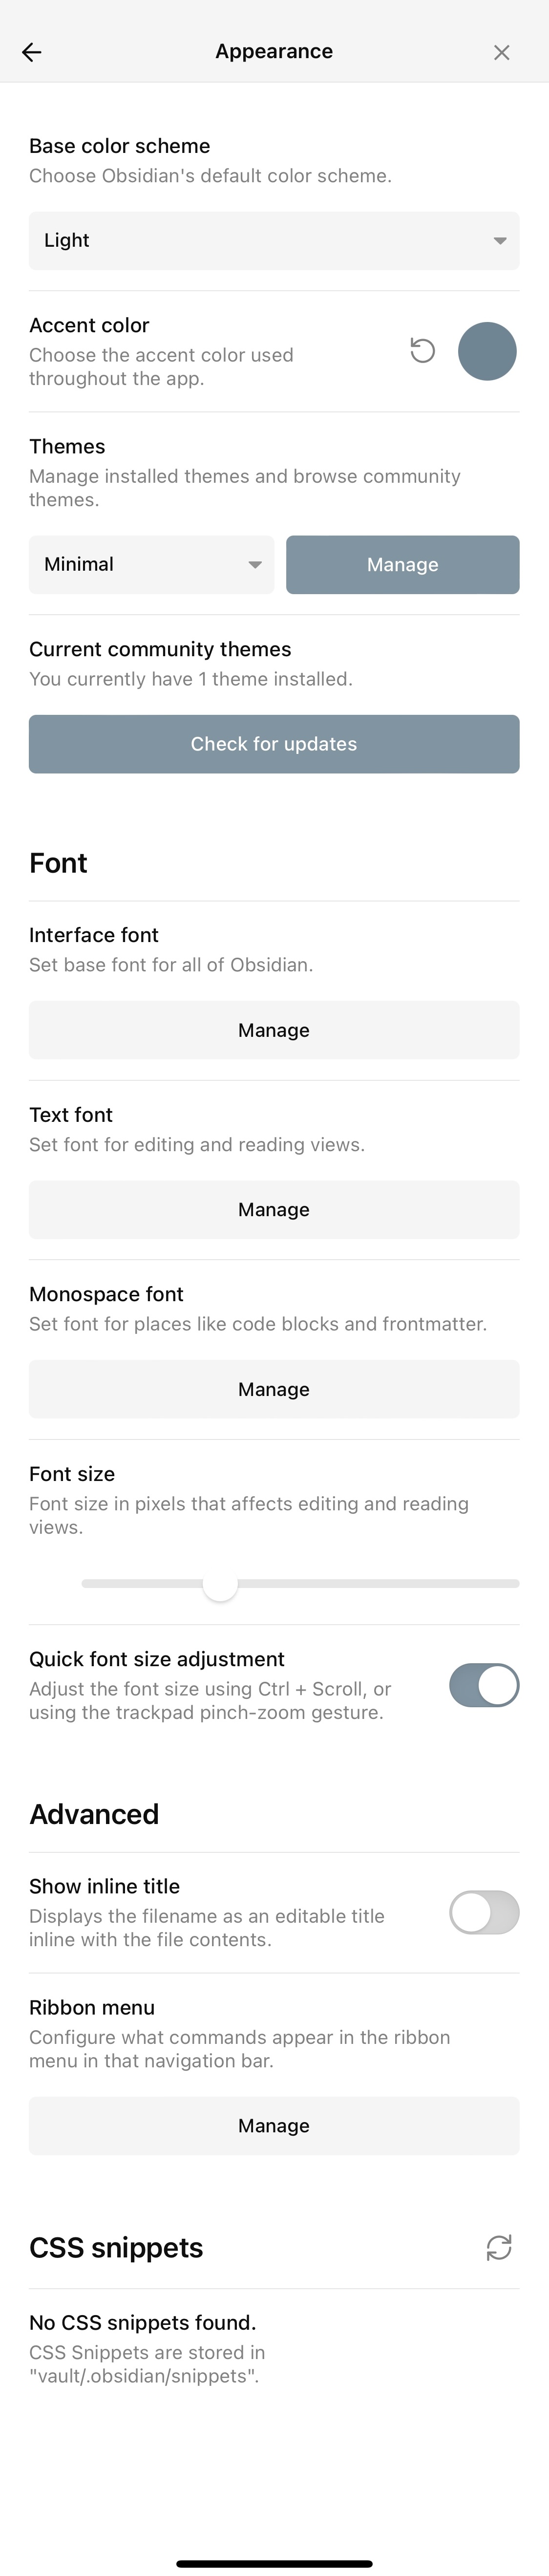 Appearance
Base color scheme
Choose Obsidian's default color scheme.
Light
Accent color
Choose the accent color used
throughout the app.
Themes
Manage installed themes and browse community
themes.
Minimal
Manage
Current community themes
You currently have 1 theme installed.
Check for updates
Font
Interface font
Set base font for all of Obsidian.
Manage
Text font
Set font for editing and reading views.
Manage
Monospace font
Set font for places like code blocks and frontmatter.
Manage
Font size
Font size in pixels that affects editing and reading
views.
Quick font size adjustment
Adjust the font size using Ctrl + Scroll, or
using the trackpad pinch-zoom gesture.
Advanced
Show inline title
Displays the filename as an editable title
inline with the file contents.
Ribbon menu
Configure what commands appear in the ribbon
menu in that navigation bar.
Manage
CSS snippets
No CSS snippets found.
CSS Snippets are stored in
"vault/.obsidian/snippets".